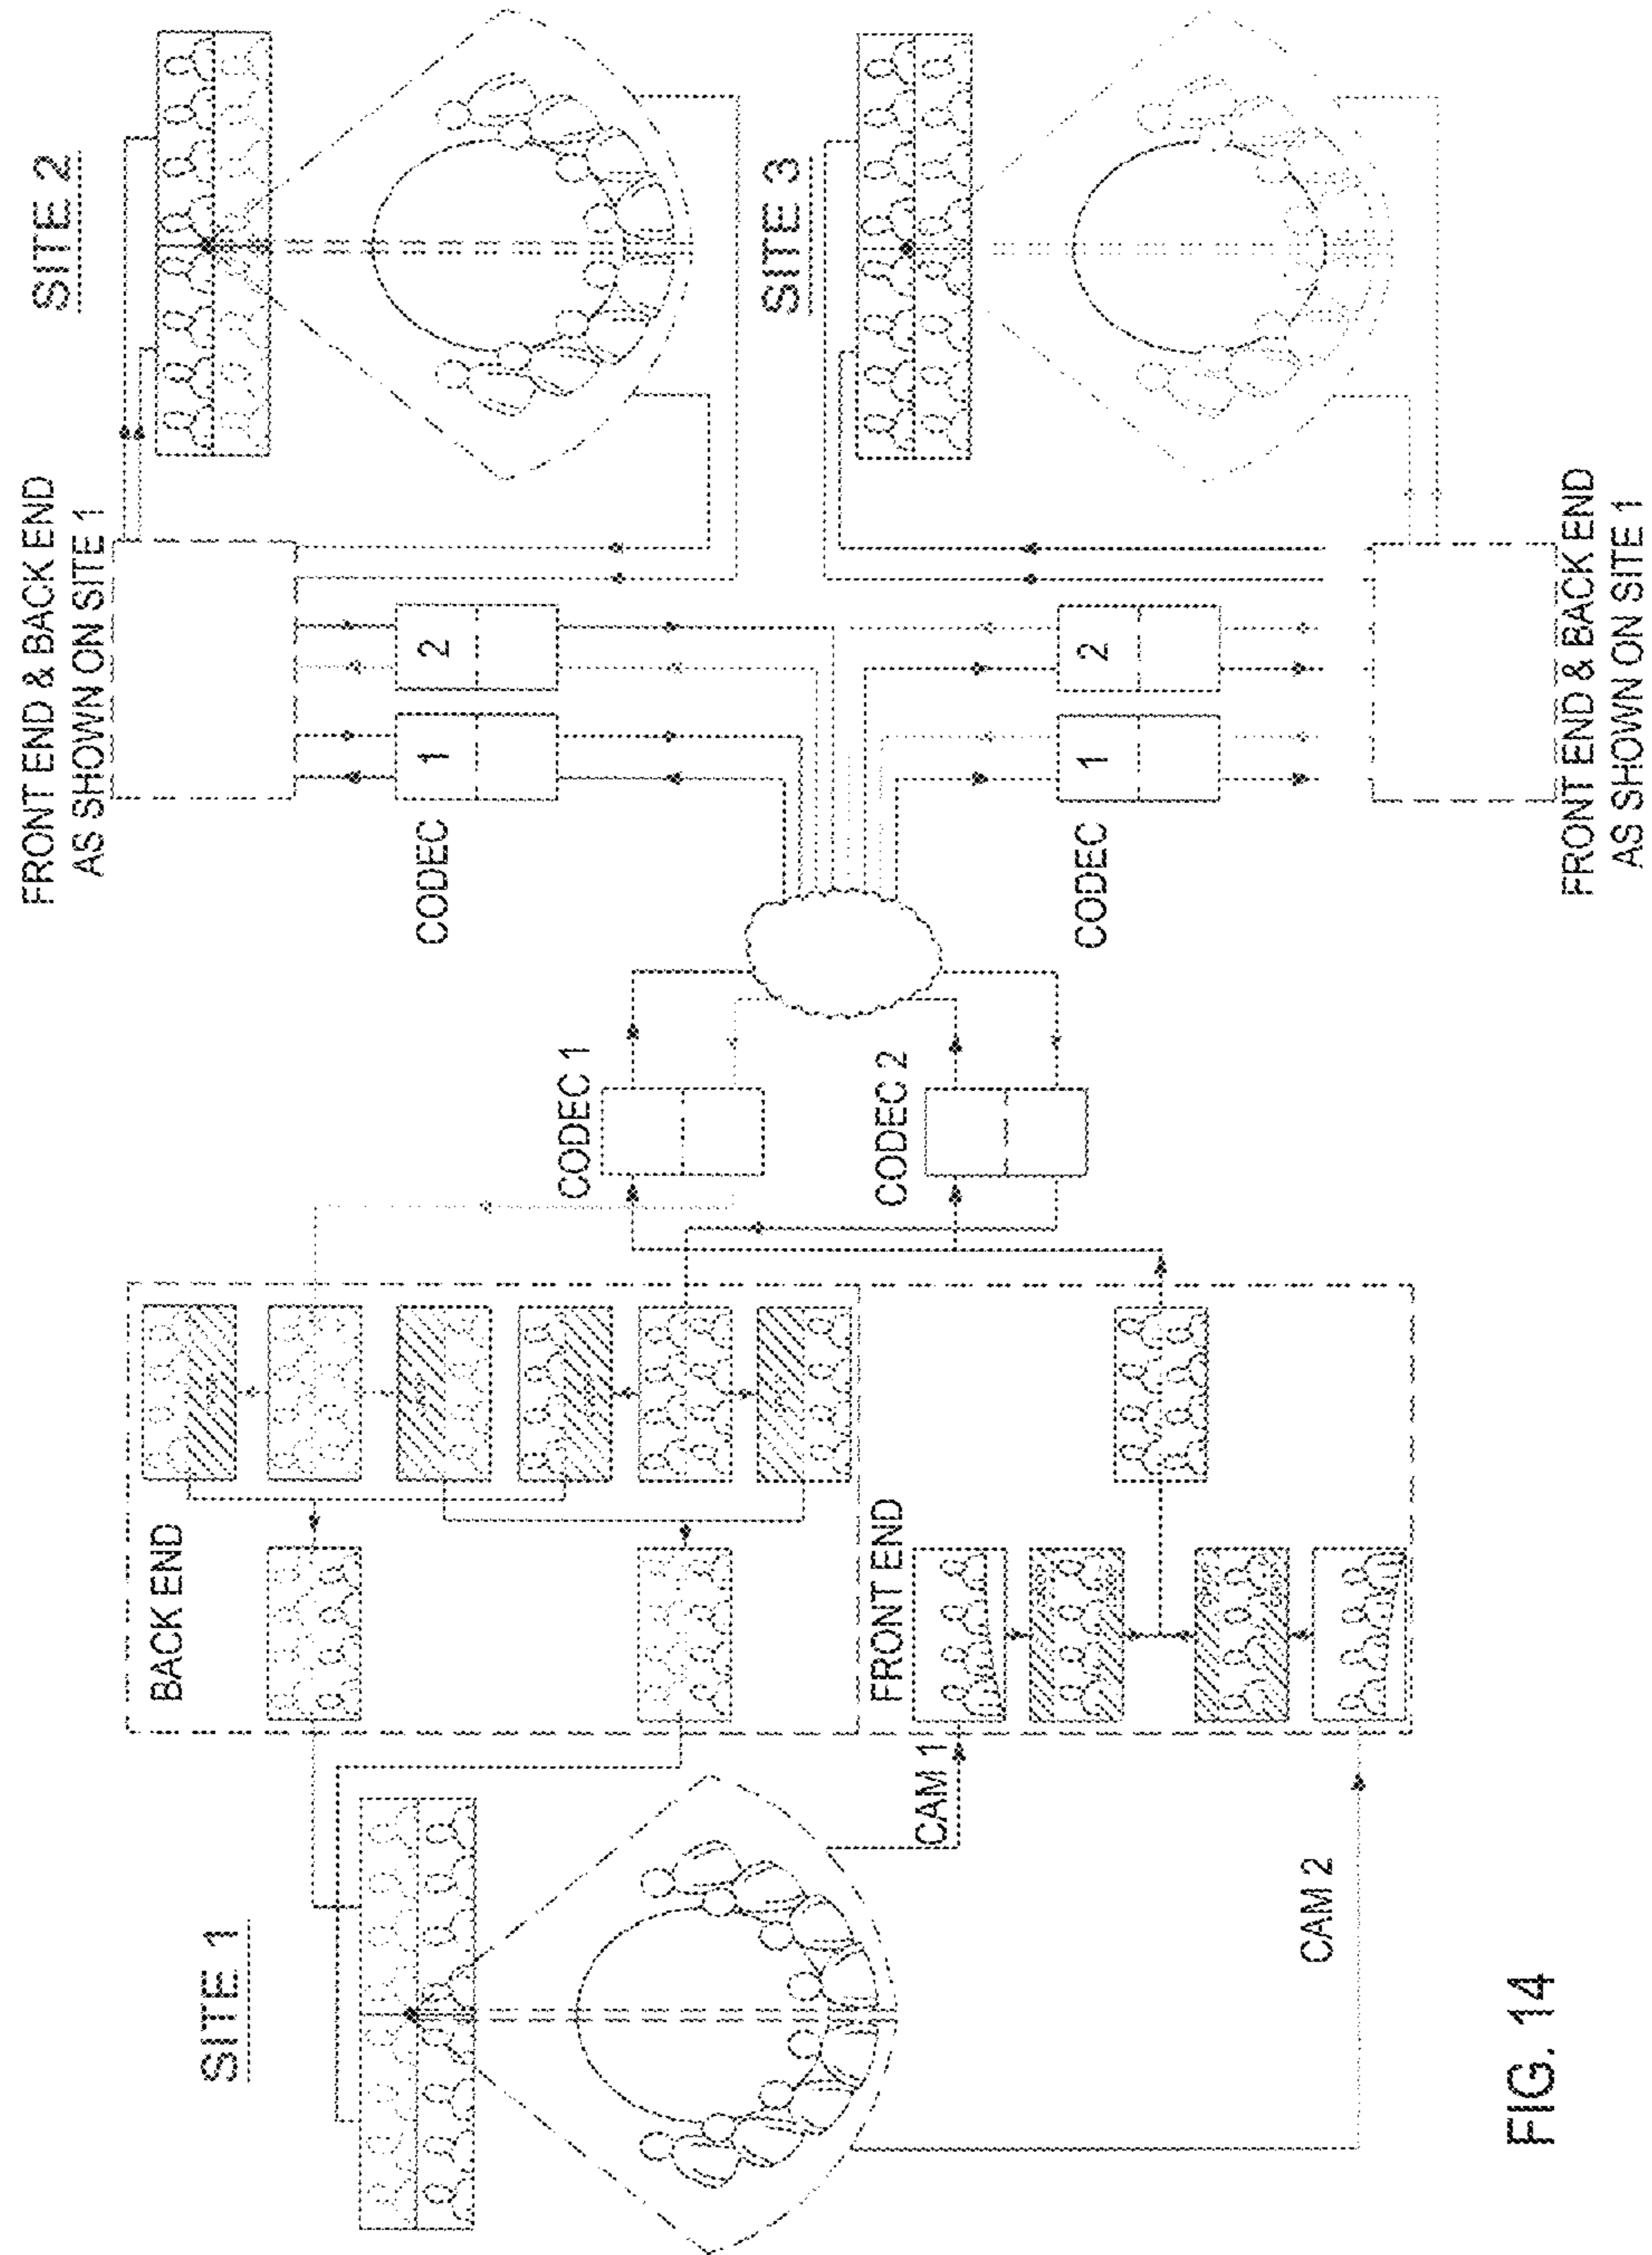 SITE 1
CAM 1
CAM 2
BACK END
FRONT END
CODEC 1
CODEC 2
FRONT END & BACK END
AS SHOWN ON SITE 1
CODEC
1
2
SITE 2
CODEC
1
2
SITE 3
FRONT END & BACK END
AS SHOWN ON SITE 1
FIG. 14